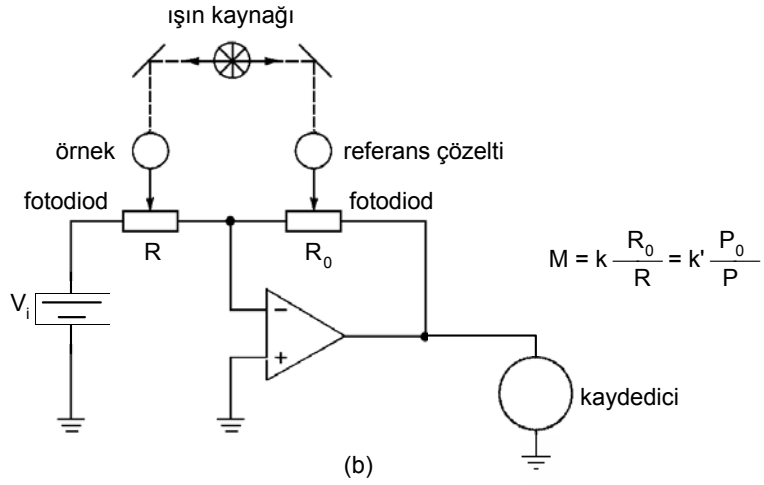 ışın kaynağı
örnek
referans çözelti
fotodiod
fotodiod
R
R₀
M = k R₀/R = k' P₀/P
Vᵢ
−
+
kaydedici
(b)